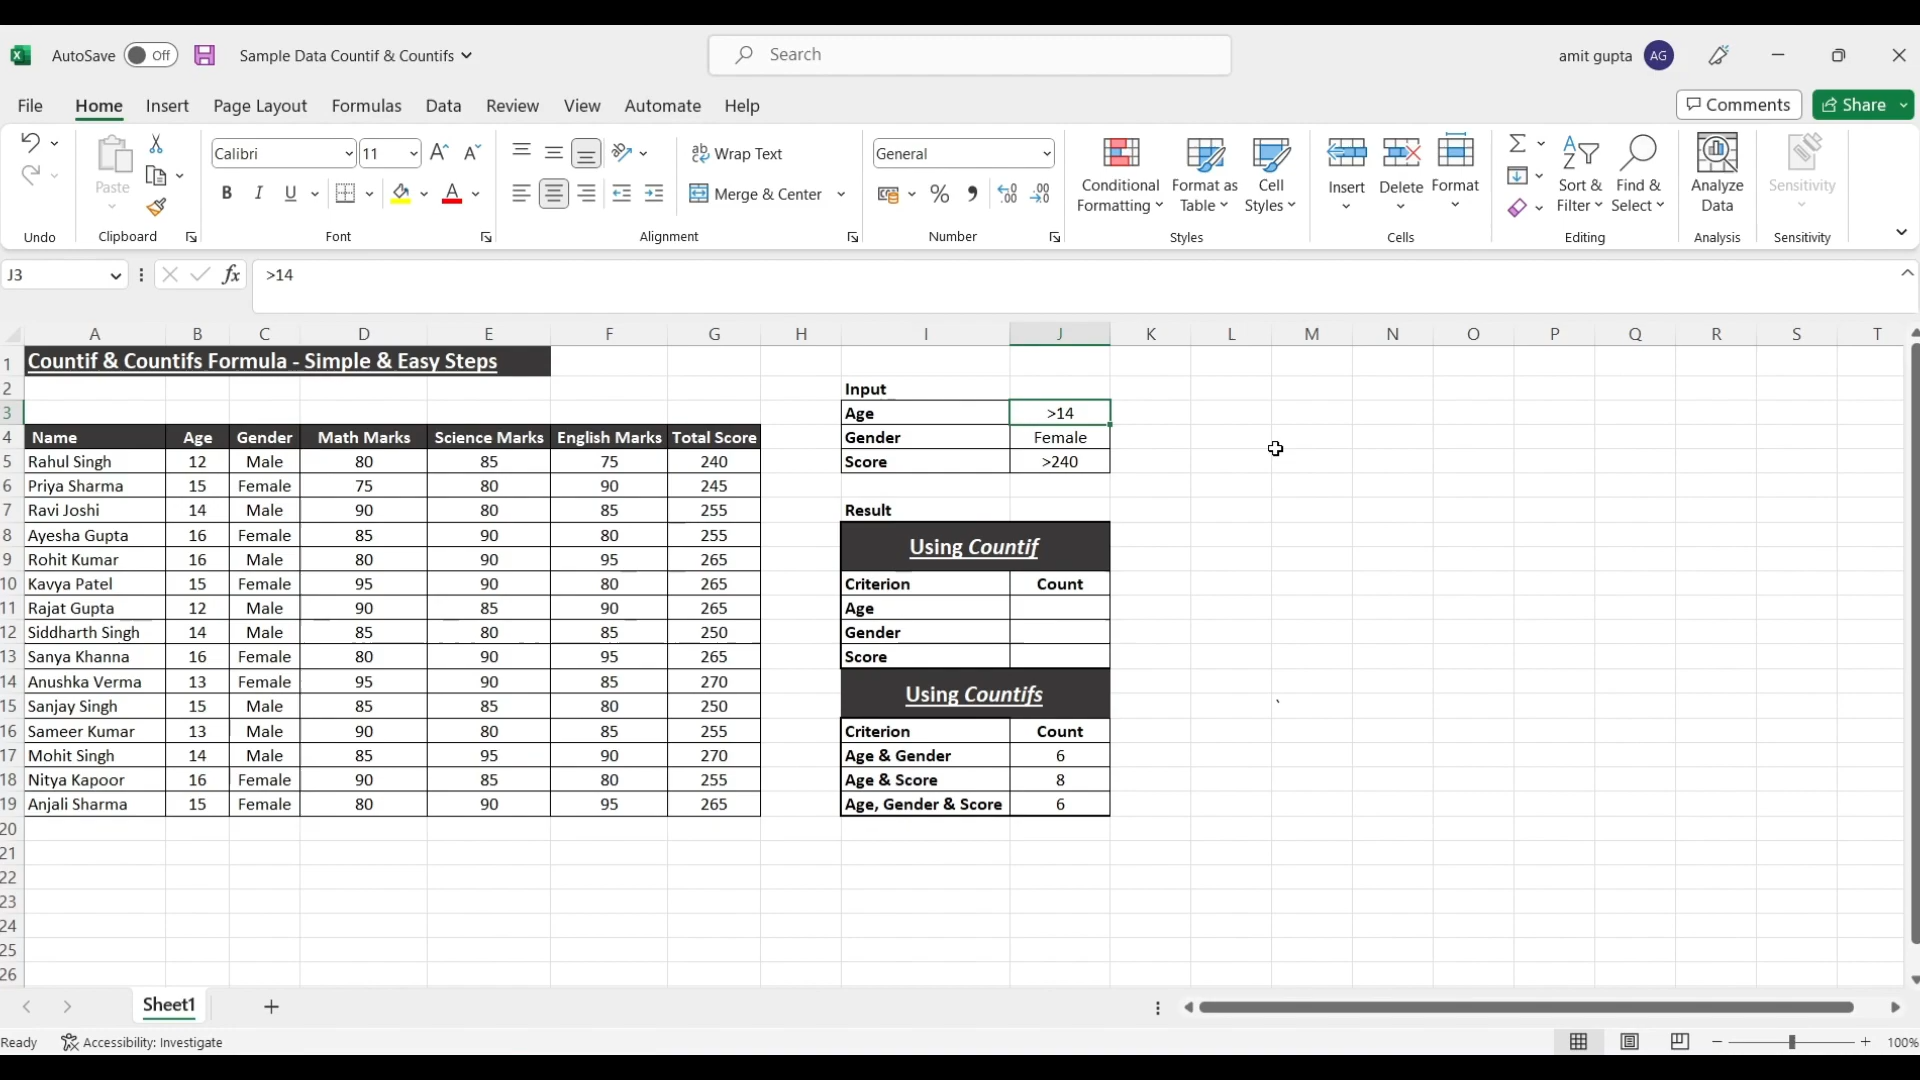 AutoSave Off Sample Data Countif & Countifs Search amit gupta AG
File Home Insert Page Layout Formulas Data Review View Automate Help Comments Share
Calibri 11 Wrap Text General
Paste B I U Merge & Center % Conditional Formatting Format as Table Cell Styles Insert Delete Format Sort & Filter Find & Select Analyze Data Sensitivity
Undo Clipboard Font Alignment Number Styles Cells Editing Analysis Sensitivity
J3 fx >14
A B C D E F G H I J K L M N O P Q R S T
1 Countif & Countifs Formula - Simple & Easy Steps
2 Input
3 Age >14
4 Name Age Gender Math Marks Science Marks English Marks Total Score Gender Female
5 Rahul Singh 12 Male 80 85 75 240 Score >240
6 Priya Sharma 15 Female 75 80 90 245
7 Ravi Joshi 14 Male 90 80 85 255 Result
8 Ayesha Gupta 16 Female 85 90 80 255 Using Countif
9 Rohit Kumar 16 Male 80 90 95 265
10 Kavya Patel 15 Female 95 90 80 265 Criterion Count
11 Rajat Gupta 12 Male 90 85 90 265 Age
12 Siddharth Singh 14 Male 85 80 85 250 Gender
13 Sanya Khanna 16 Female 80 90 95 265 Score
14 Anushka Verma 13 Female 95 90 85 270 Using Countifs
15 Sanjay Singh 15 Male 85 85 80 250 `
16 Sameer Kumar 13 Male 90 80 85 255 Criterion Count
17 Mohit Singh 14 Male 85 95 90 270 Age & Gender 6
18 Nitya Kapoor 16 Female 90 85 80 255 Age & Score 8
19 Anjali Sharma 15 Female 80 90 95 265 Age, Gender & Score 6
20
21
22
23
24
25
26
Sheet1
Ready Accessibility: Investigate 100%